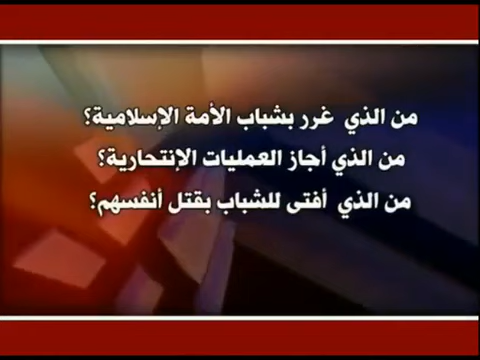 من الذي غرر بشباب الأمة الإسلامية؟
من الذي أجاز العمليات الإنتحارية؟
من الذي أفتى للشباب بقتل أنفسهم؟